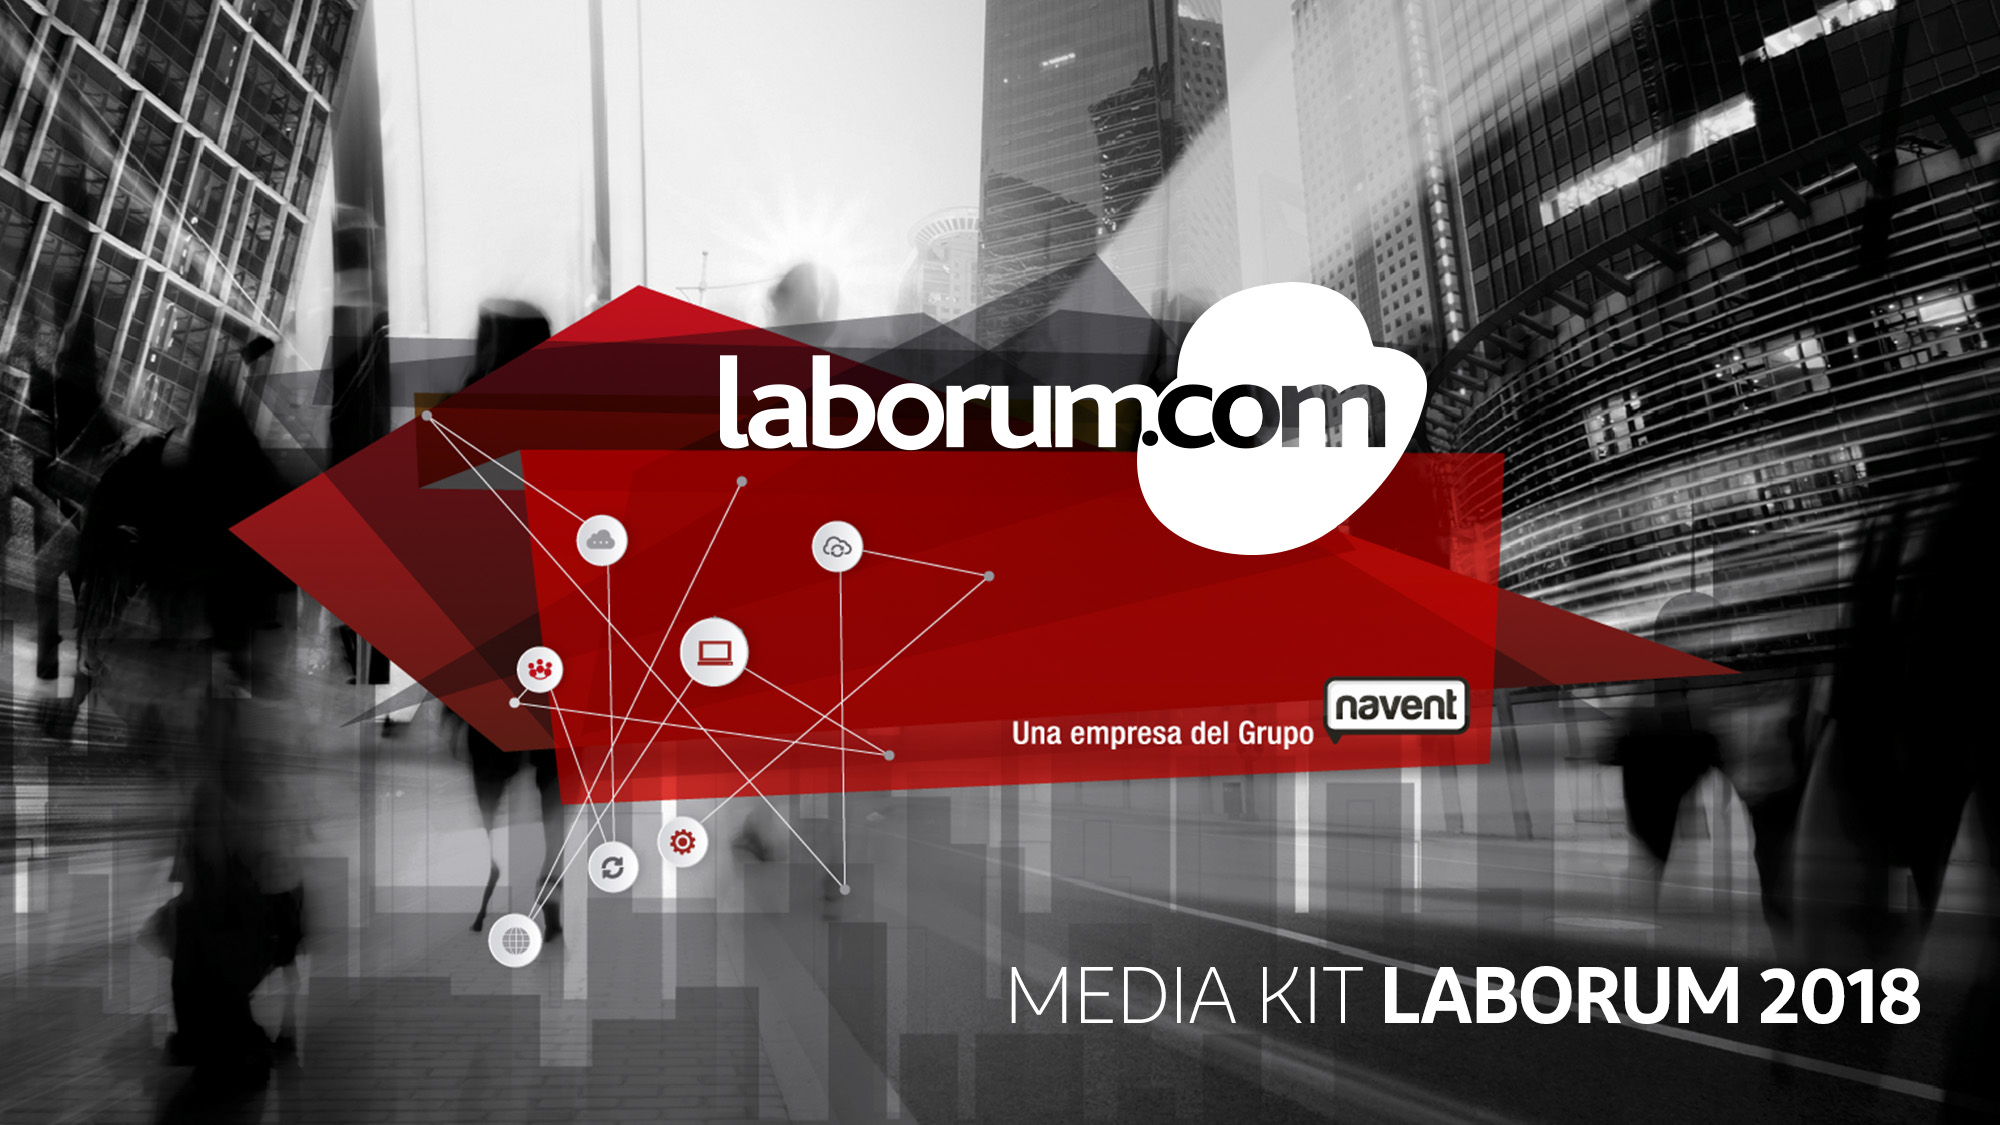 laborum.com
Una empresa del Grupo navent
MEDIA KIT LABORUM 2018